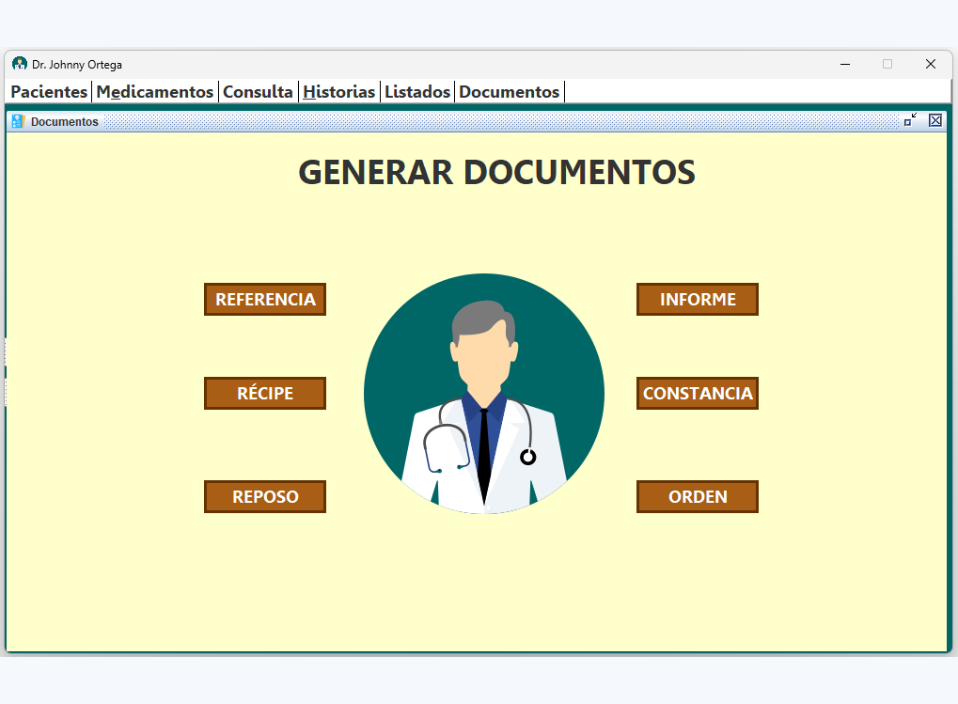 Dr. Johnny Ortega
Pacientes Medicamentos Consulta Historias Listados Documentos
Documentos
GENERAR DOCUMENTOS
REFERENCIA INFORME
RÉCIPE CONSTANCIA
REPOSO ORDEN